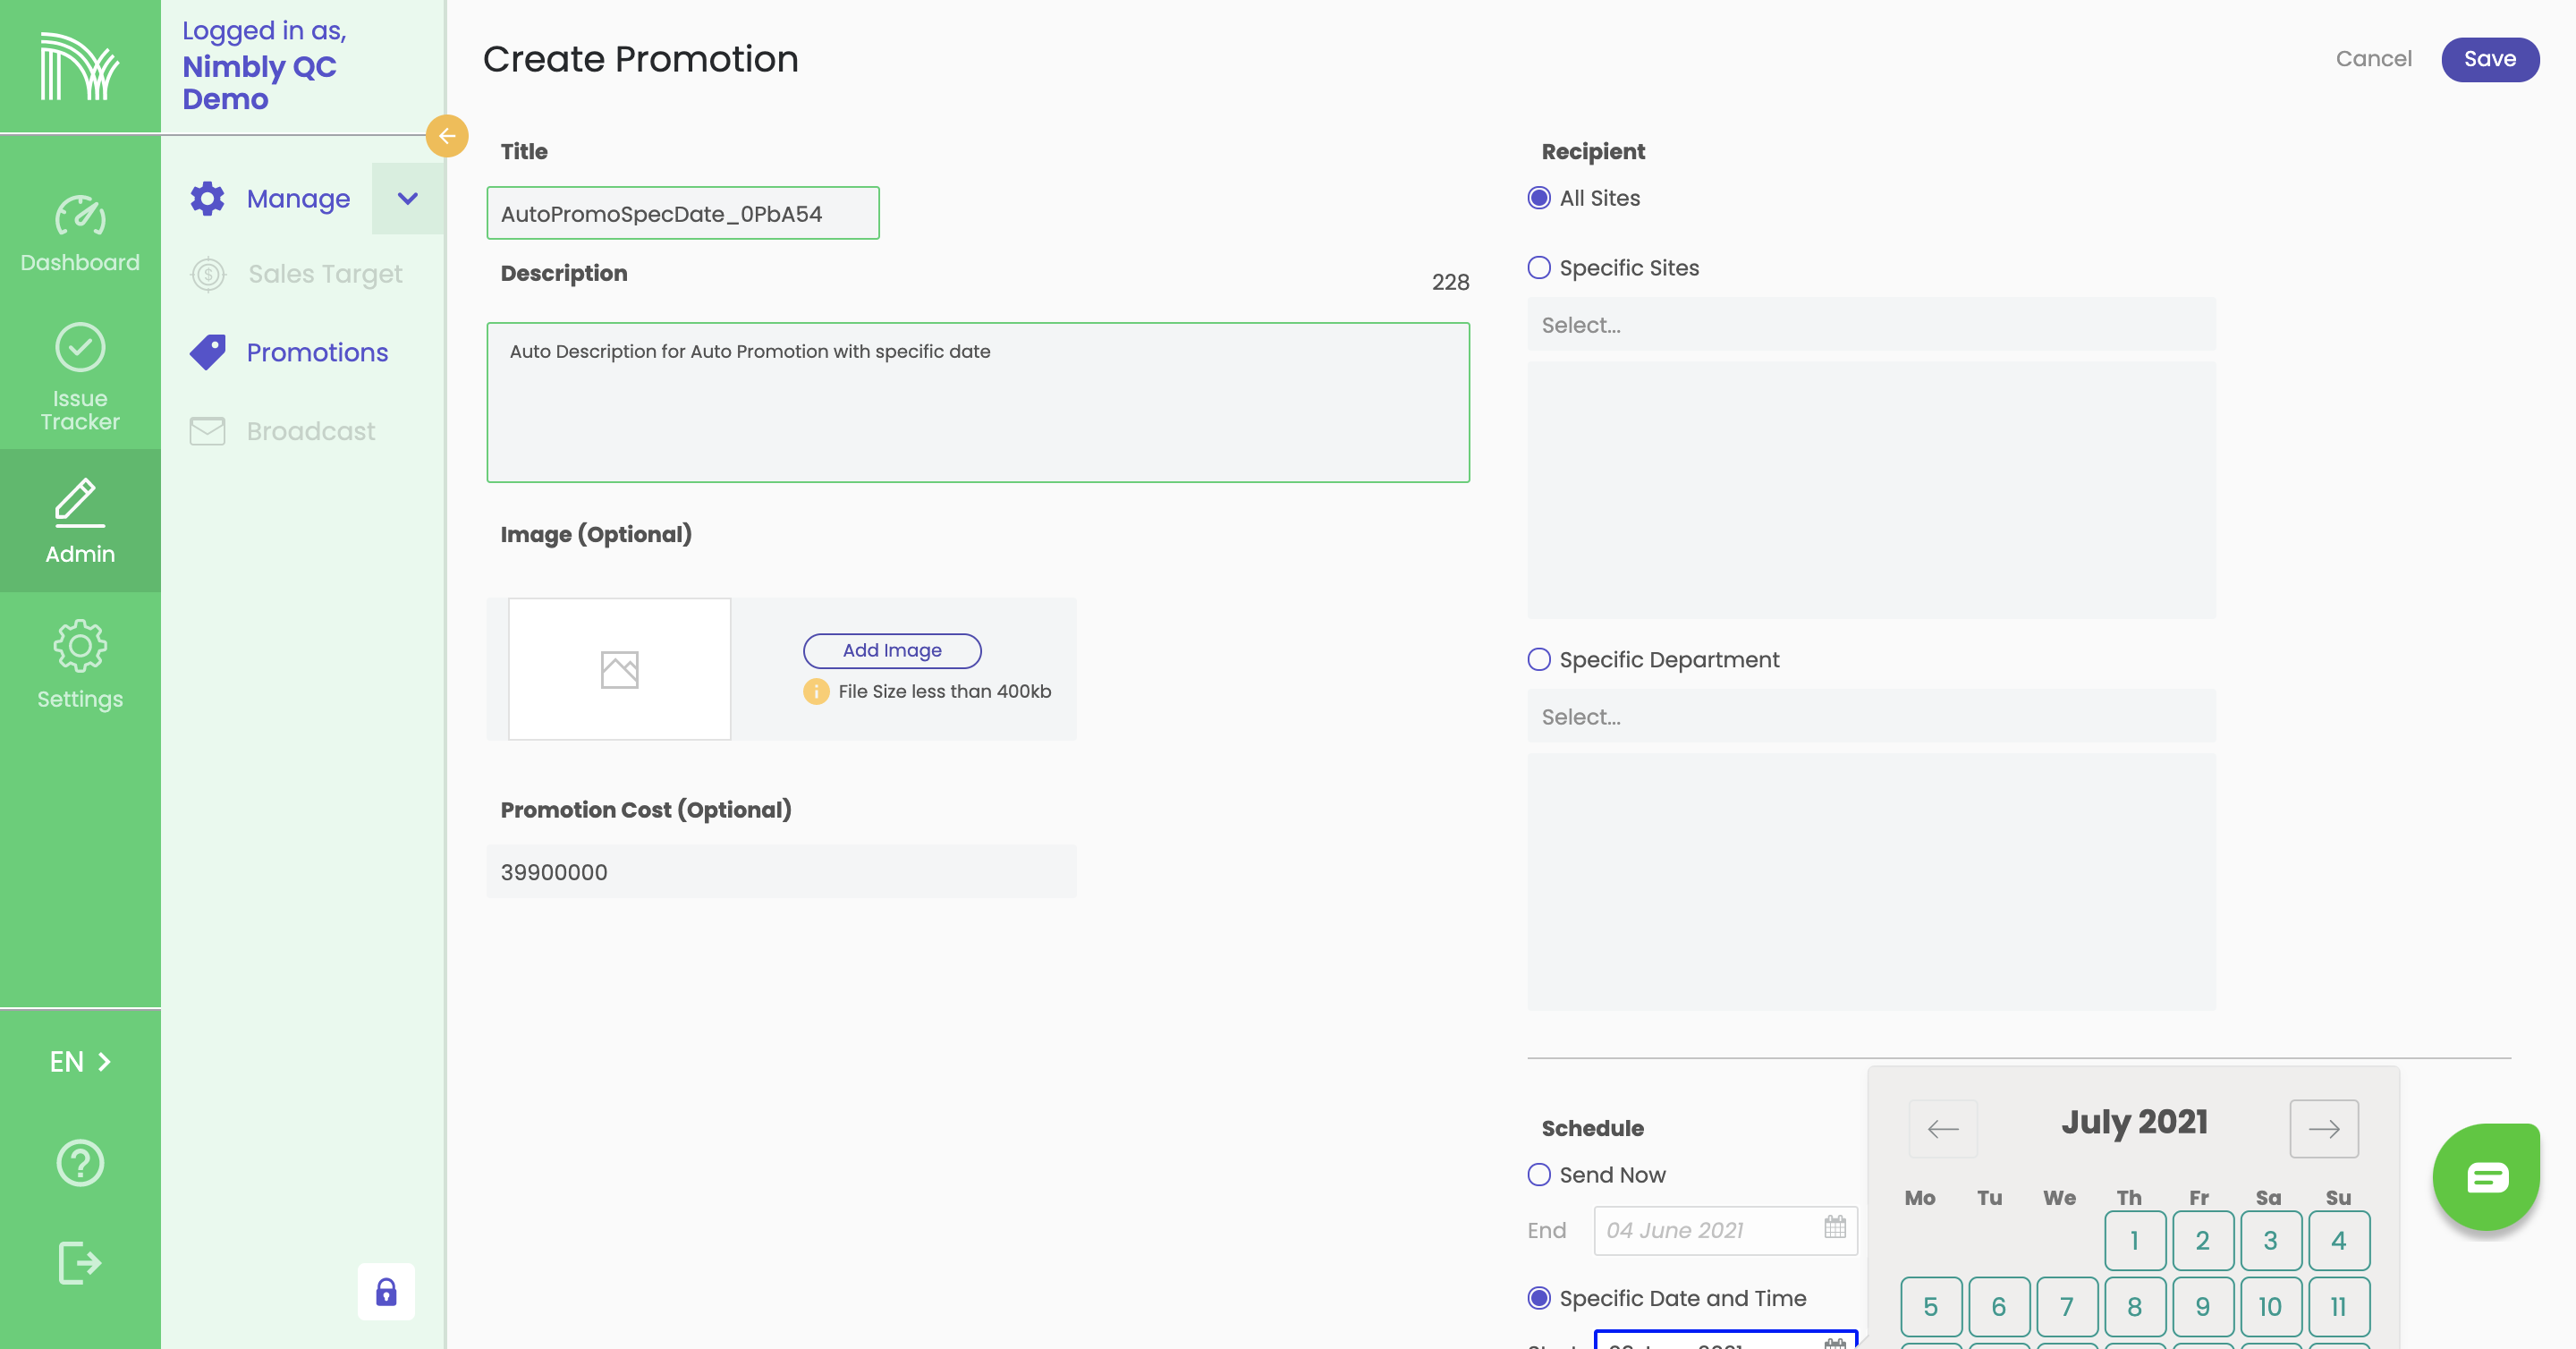 Logged in as,
Nimbly QC
Demo
Dashboard
Issue
Tracker
Admin
Settings
EN
Manage
Sales Target
Promotions
Broadcast
Create Promotion
Cancel
Save
Title
AutoPromoSpecDate_0PbA54
Description
228
Auto Description for Auto Promotion with specific date
Image (Optional)
Add Image
File Size less than 400kb
Promotion Cost (Optional)
39900000
Recipient
All Sites
Specific Sites
Select...
Specific Department
Select...
Schedule
Send Now
End 04 June 2021
Specific Date and Time
July 2021
Mo Tu We Th Fr Sa Su
1 2 3 4
5 6 7 8 9 10 11